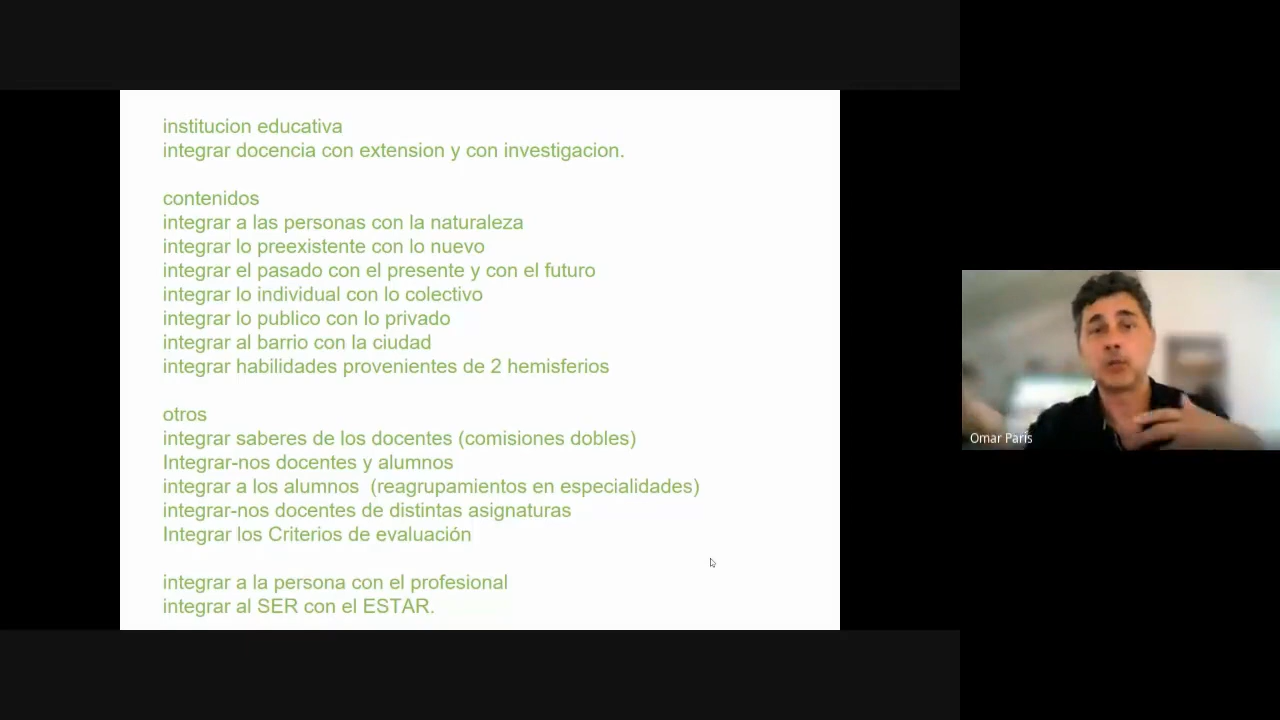 institucion educativa
integrar docencia con extension y con investigacion.
contenidos
integrar a las personas con la naturaleza
integrar lo preexistente con lo nuevo
integrar el pasado con el presente y con el futuro
integrar lo individual con lo colectivo
integrar lo publico con lo privado
integrar al barrio con la ciudad
integrar habilidades provenientes de 2 hemisferios
otros
integrar saberes de los docentes (comisiones dobles)
Integrar-nos docentes y alumnos
integrar a los alumnos  (reagrupamientos en especialidades)
integrar-nos docentes de distintas asignaturas
Integrar los Criterios de evaluación
integrar a la persona con el profesional
integrar al SER con el ESTAR.
Omar París